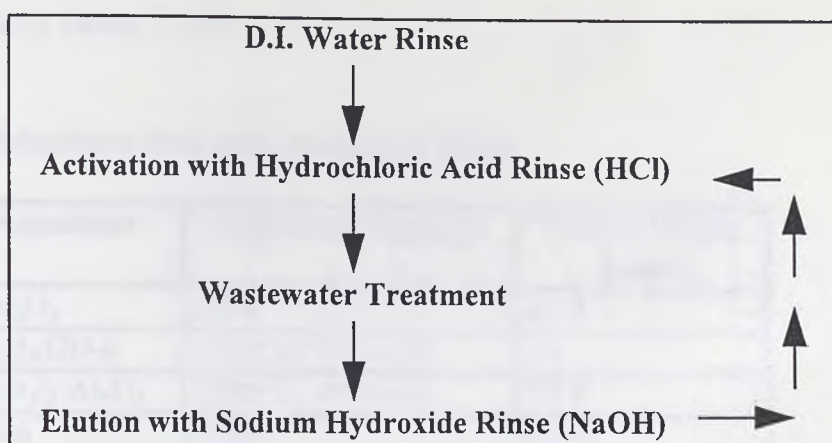 D.I. Water Rinse
Activation with Hydrochloric Acid Rinse (HCl)
Wastewater Treatment
Elution with Sodium Hydroxide Rinse (NaOH)